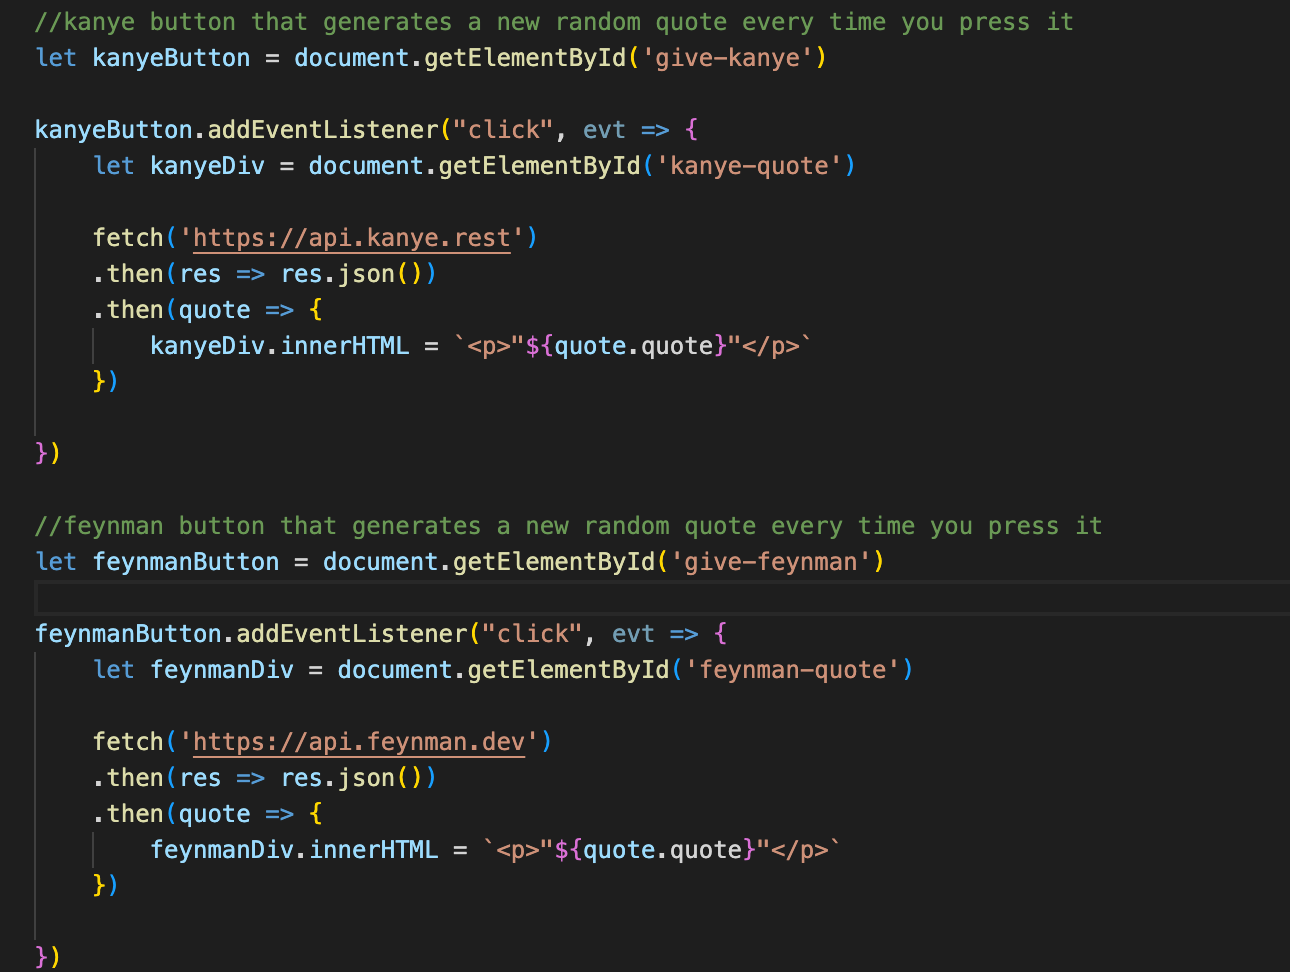 //kanye button that generates a new random quote every time you press it
let kanyeButton = document.getElementById('give-kanye')
kanyeButton.addEventListener("click", evt => {
let kanyeDiv = document.getElementById('kanye-quote')
fetch('https://api.kanye.rest')
.then(res => res.json())
.then(quote => {
kanyeDiv.innerHTML = `<p>"${quote.quote}"</p>`
})
})
//feynman button that generates a new random quote every time you press it
let feynmanButton = document.getElementById('give-feynman')
feynmanButton.addEventListener("click", evt => {
let feynmanDiv = document.getElementById('feynman-quote')
fetch('https://api.feynman.dev')
.then(res => res.json())
.then(quote => {
feynmanDiv.innerHTML = `<p>"${quote.quote}"</p>`
})
})